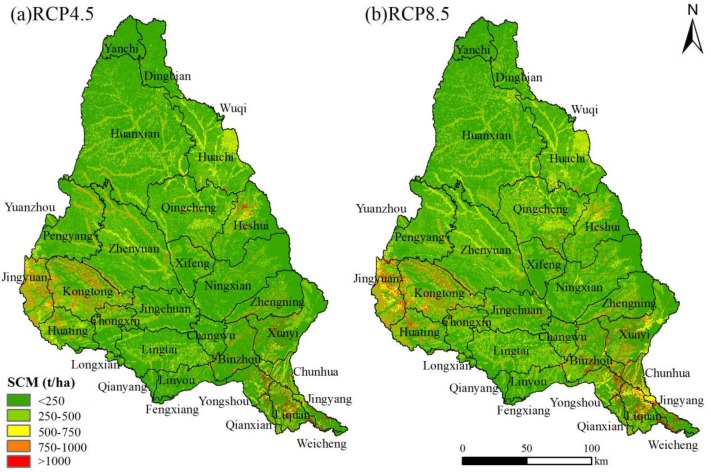 (a)RCP4.5
Yanchi
Dingbian
Wuqi
Huanxian
Huachi
Yuanzhou
Qingcheng
Heshui
Pengyang
Zhenyuan
Xifeng
Jingyuan
Ningxian
Kongtong
Zhengning
Jingchuan
Chongxin
Huating
Changwu
Xunyi
Lingtai
Binzhou
Longxian
Chunhua
Linyou
Qianyang
Yongshou
Jingyang
Fengxiang
Liquan
Qianxian
Weicheng
SCM (t/ha)
<250
250-500
500-750
750-1000
>1000
(b)RCP8.5
N
Yanchi
Dingbian
Wuqi
Huanxian
Huachi
Yuanzhou
Qingcheng
Heshui
Pengyang
Zhenyuan
Xifeng
Jingyuan
Ningxian
Kongtong
Zhengning
Jingchuan
Chongxin
Huating
Changwu
Xunyi
Lingtai
Binzhou
Longxian
Chunhua
Linyou
Qianyang
Yongshou
Jingyang
Fengxiang
Liquan
Qianxian
Weicheng
0 50 100
km